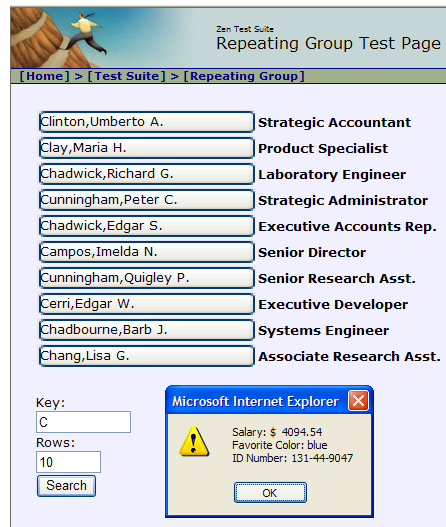 Zen Test Suite
Repeating Group Test Page
[Home] > [Test Suite] > [Repeating Group]
Clinton,Umberto A. Strategic Accountant
Clay,Maria H. Product Specialist
Chadwick,Richard G. Laboratory Engineer
Cunningham,Peter C. Strategic Administrator
Chadwick,Edgar S. Executive Accounts Rep.
Campos,Imelda N. Senior Director
Cunningham,Quigley P. Senior Research Asst.
Cerri,Edgar W. Executive Developer
Chadbourne,Barb J. Systems Engineer
Chang,Lisa G. Associate Research Asst.
Key:
C
Rows:
10
Search
Microsoft Internet Explorer
Salary: $ 4094.54
Favorite Color: blue
ID Number: 131-44-9047
OK